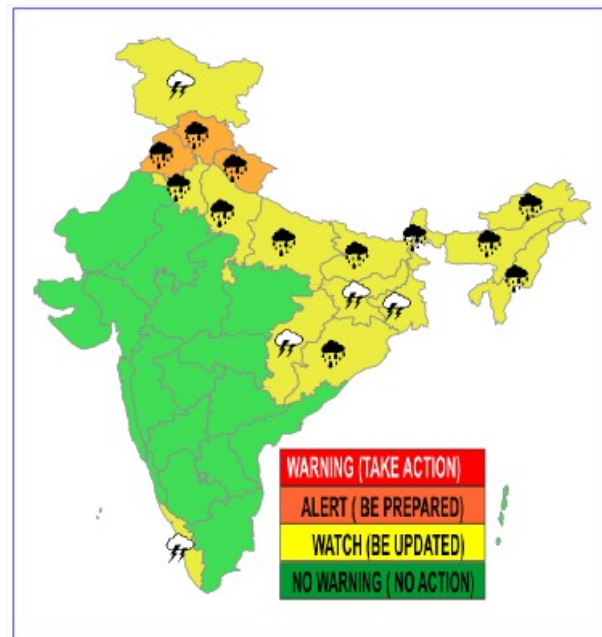 WARNING (TAKE ACTION)
ALERT ( BE PREPARED)
WATCH (BE UPDATED)
NO WARNING ( NO ACTION)